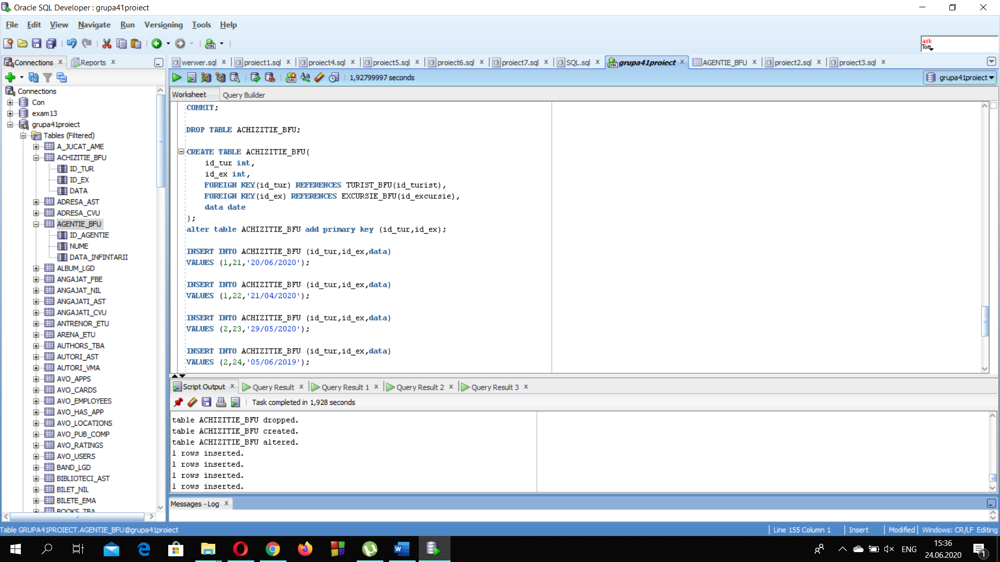 Oracle SQL Developer : grupa41proiect
File Edit View Navigate Run Versioning Tools Help
ask
Tom
Connections x Reports x
werwer.sql x proiect1.sql x proiect4.sql x proiect5.sql x proiect6.sql x proiect7.sql x SQL.sql x grupa41proiect x AGENTIE_BFU x proiect2.sql x proiect3.sql x
1,92799997 seconds
grupa41proiect
Connections
Con
exam13
grupa41proiect
Tables (Filtered)
A_JUCAT_AME
ACHIZITIE_BFU
ID_TUR
ID_EX
DATA
ADRESA_AST
ADRESA_CVU
AGENTIE_BFU
ID_AGENTIE
NUME
DATA_INFINTARII
ALBUM_LGD
ANGAJAT_FBE
ANGAJAT_NIL
ANGAJATI_AST
ANGAJATI_CVU
ANTRENOR_ETU
ARENA_ETU
AUTHORS_TBA
AUTORI_AST
AUTORI_VMA
AVO_APPS
AVO_CARDS
AVO_EMPLOYEES
AVO_HAS_APP
AVO_LOCATIONS
AVO_PUB_COMP
AVO_RATINGS
AVO_USERS
BAND_LGD
BIBLIOTECI_AST
BILET_NIL
BILETE_EMA
BOOKS_TBA
Worksheet Query Builder
COMMIT;
DROP TABLE ACHIZITIE_BFU;
CREATE TABLE ACHIZITIE_BFU(
id_tur int,
id_ex int,
FOREIGN KEY(id_tur) REFERENCES TURIST_BFU(id_turist),
FOREIGN KEY(id_ex) REFERENCES EXCURSIE_BFU(id_excursie),
data date
);
alter table ACHIZITIE_BFU add primary key (id_tur,id_ex);
INSERT INTO ACHIZITIE_BFU (id_tur,id_ex,data)
VALUES (1,21,'20/06/2020');
INSERT INTO ACHIZITIE_BFU (id_tur,id_ex,data)
VALUES (1,22,'21/04/2020');
INSERT INTO ACHIZITIE_BFU (id_tur,id_ex,data)
VALUES (2,23,'29/05/2020');
INSERT INTO ACHIZITIE_BFU (id_tur,id_ex,data)
VALUES (2,24,'05/06/2019');
Script Output x Query Result x Query Result 1 x Query Result 2 x Query Result 3 x
Task completed in 1,928 seconds
table ACHIZITIE_BFU dropped.
table ACHIZITIE_BFU created.
table ACHIZITIE_BFU altered.
1 rows inserted.
1 rows inserted.
1 rows inserted.
1 rows inserted.
Messages - Log x
Table GRUPA41PROIECT.AGENTIE_BFU@grupa41proiect
Line 155 Column 1 Insert Modified Windows: CR/LF Editing
ENG
15:36
24.06.2020
1